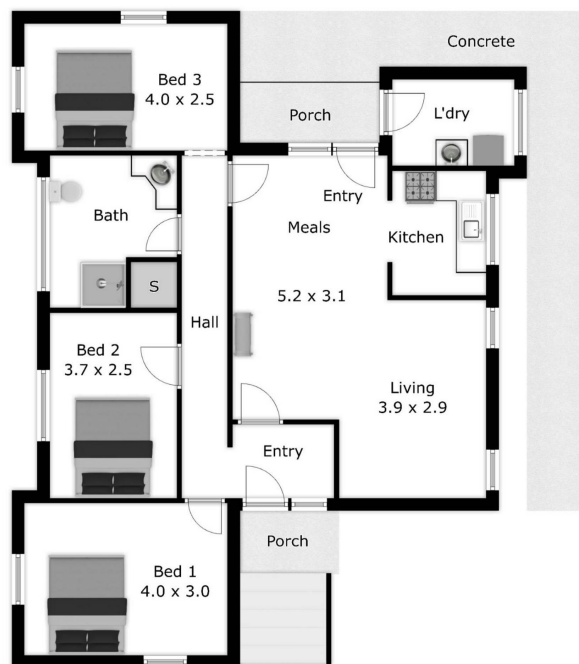 Concrete
Bed 3
4.0 x 2.5
Porch
L'dry
Entry
Bath
Meals
Kitchen
S
5.2 x 3.1
Hall
Bed 2
3.7 x 2.5
Living
3.9 x 2.9
Entry
Porch
Bed 1
4.0 x 3.0